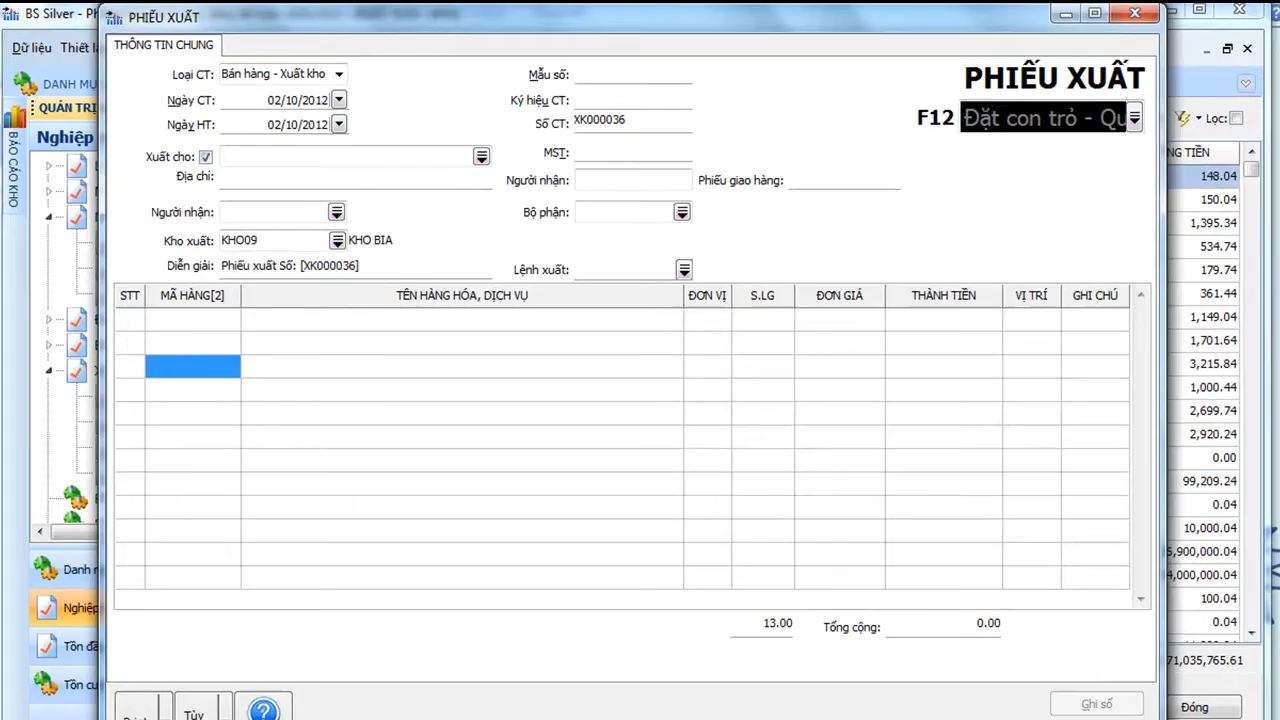 BS Silver - Ph
PHIẾU XUẤT
Dữ liệu Thiết l
DANH MỤ
QUẢN TRỊ
Nghiệp
BÁO CÁO KHO
THÔNG TIN CHUNG
Loại CT: Bán hàng - Xuất kho
Mẫu số:
PHIẾU XUẤT
Ngày CT: 02/10/2012
Ký hiệu CT:
F12 Đặt con trỏ - Qu
Lọc:
Ngày HT: 02/10/2012
Số CT: XK000036
Xuất cho:
MST:
NG TIỀN
Địa chỉ:
Người nhận:
Phiếu giao hàng:
Người nhận:
Bộ phận:
Kho xuất: KHO09 KHO BIA
Diễn giải: Phiếu xuất Số: [XK000036]
Lệnh xuất:
STT MÃ HÀNG[2] TÊN HÀNG HÓA, DỊCH VỤ ĐƠN VỊ S.LG ĐƠN GIÁ THÀNH TIỀN VỊ TRÍ GHI CHÚ
148.04
150.04
1,395.34
534.74
179.74
361.44
1,149.04
1,701.64
3,215.84
1,000.44
2,699.74
2,920.24
0.00
99,209.24
0.04
10,000.04
5,900,000.04
4,000,000.04
100.04
0.04
71,035,765.61
Danh m
Nghiệp
Tồn đầ
Tồn cu
13.00 Tổng cộng: 0.00
Tùy
?
Ghi sổ
Đóng